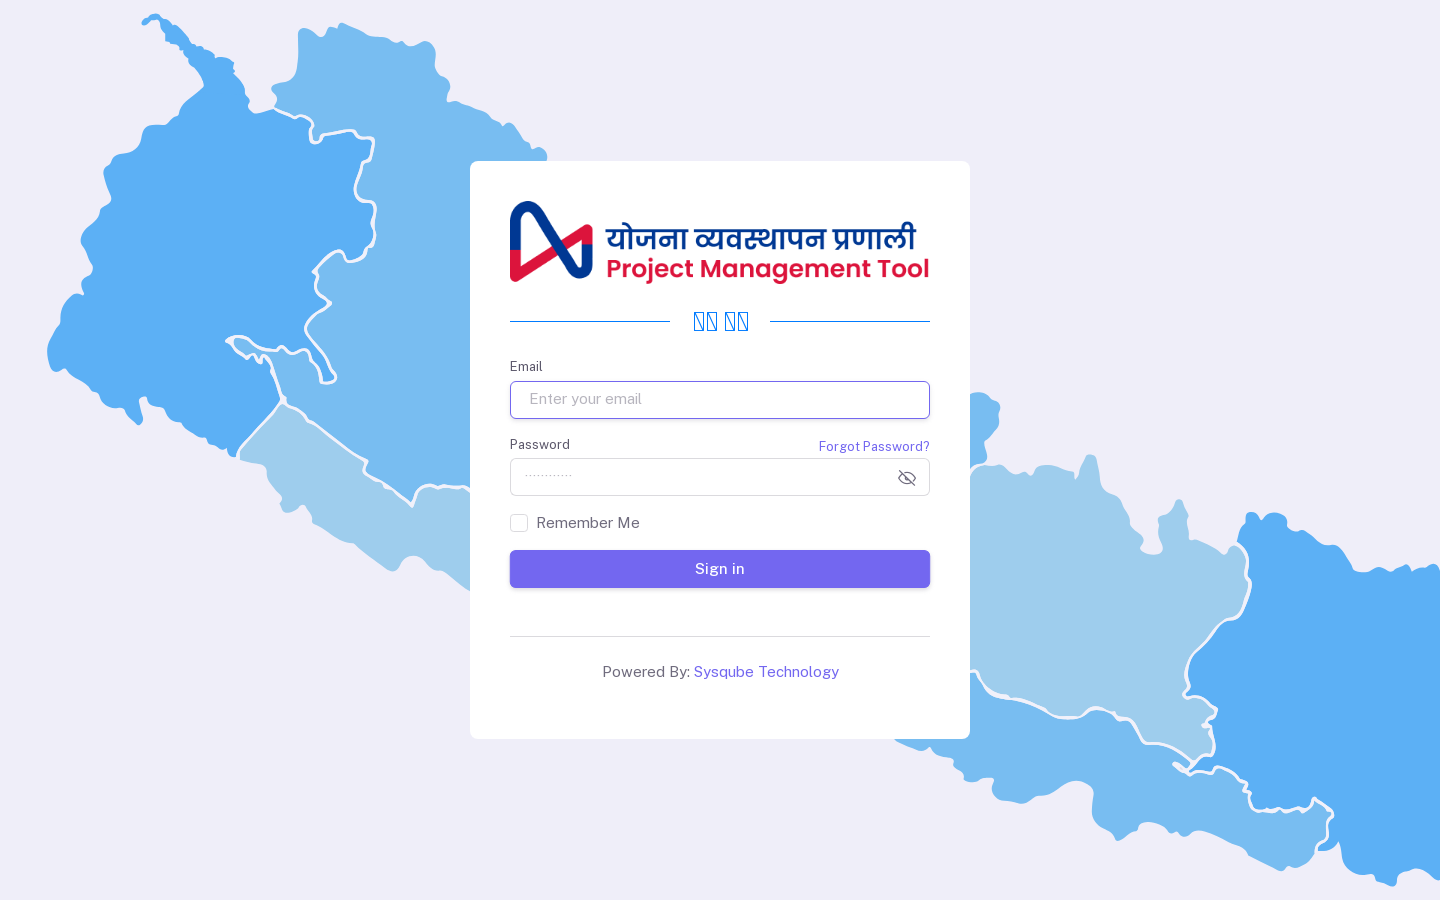 योजना व्यवस्थापन प्रणाली
Project Management Tool
Email
Enter your email
Password
Forgot Password?
Remember Me
Sign in
Powered By: Sysqube Technology